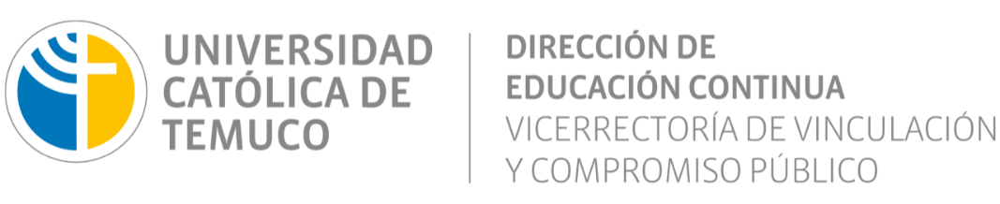 UNIVERSIDAD
CATÓLICA DE
TEMUCO
DIRECCIÓN DE
EDUCACIÓN CONTINUA
VICERRECTORÍA DE VINCULACIÓN
Y COMPROMISO PÚBLICO